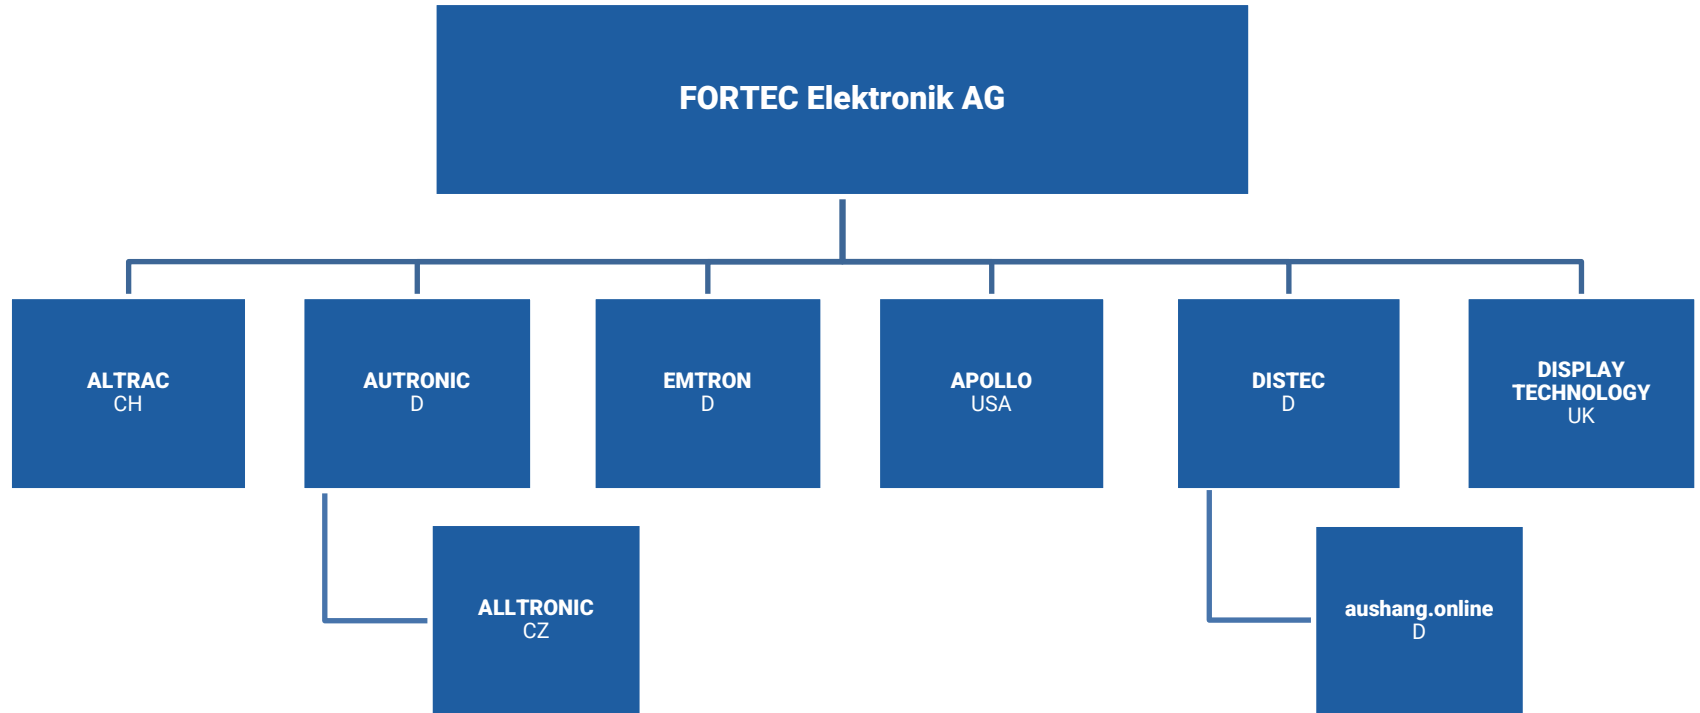 FORTEC Elektronik AG
ALTRAC
CH
AUTRONIC
D
EMTRON
D
APOLLO
USA
DISTEC
D
DISPLAY
TECHNOLOGY
UK
ALLTRONIC
CZ
aushang.online
D